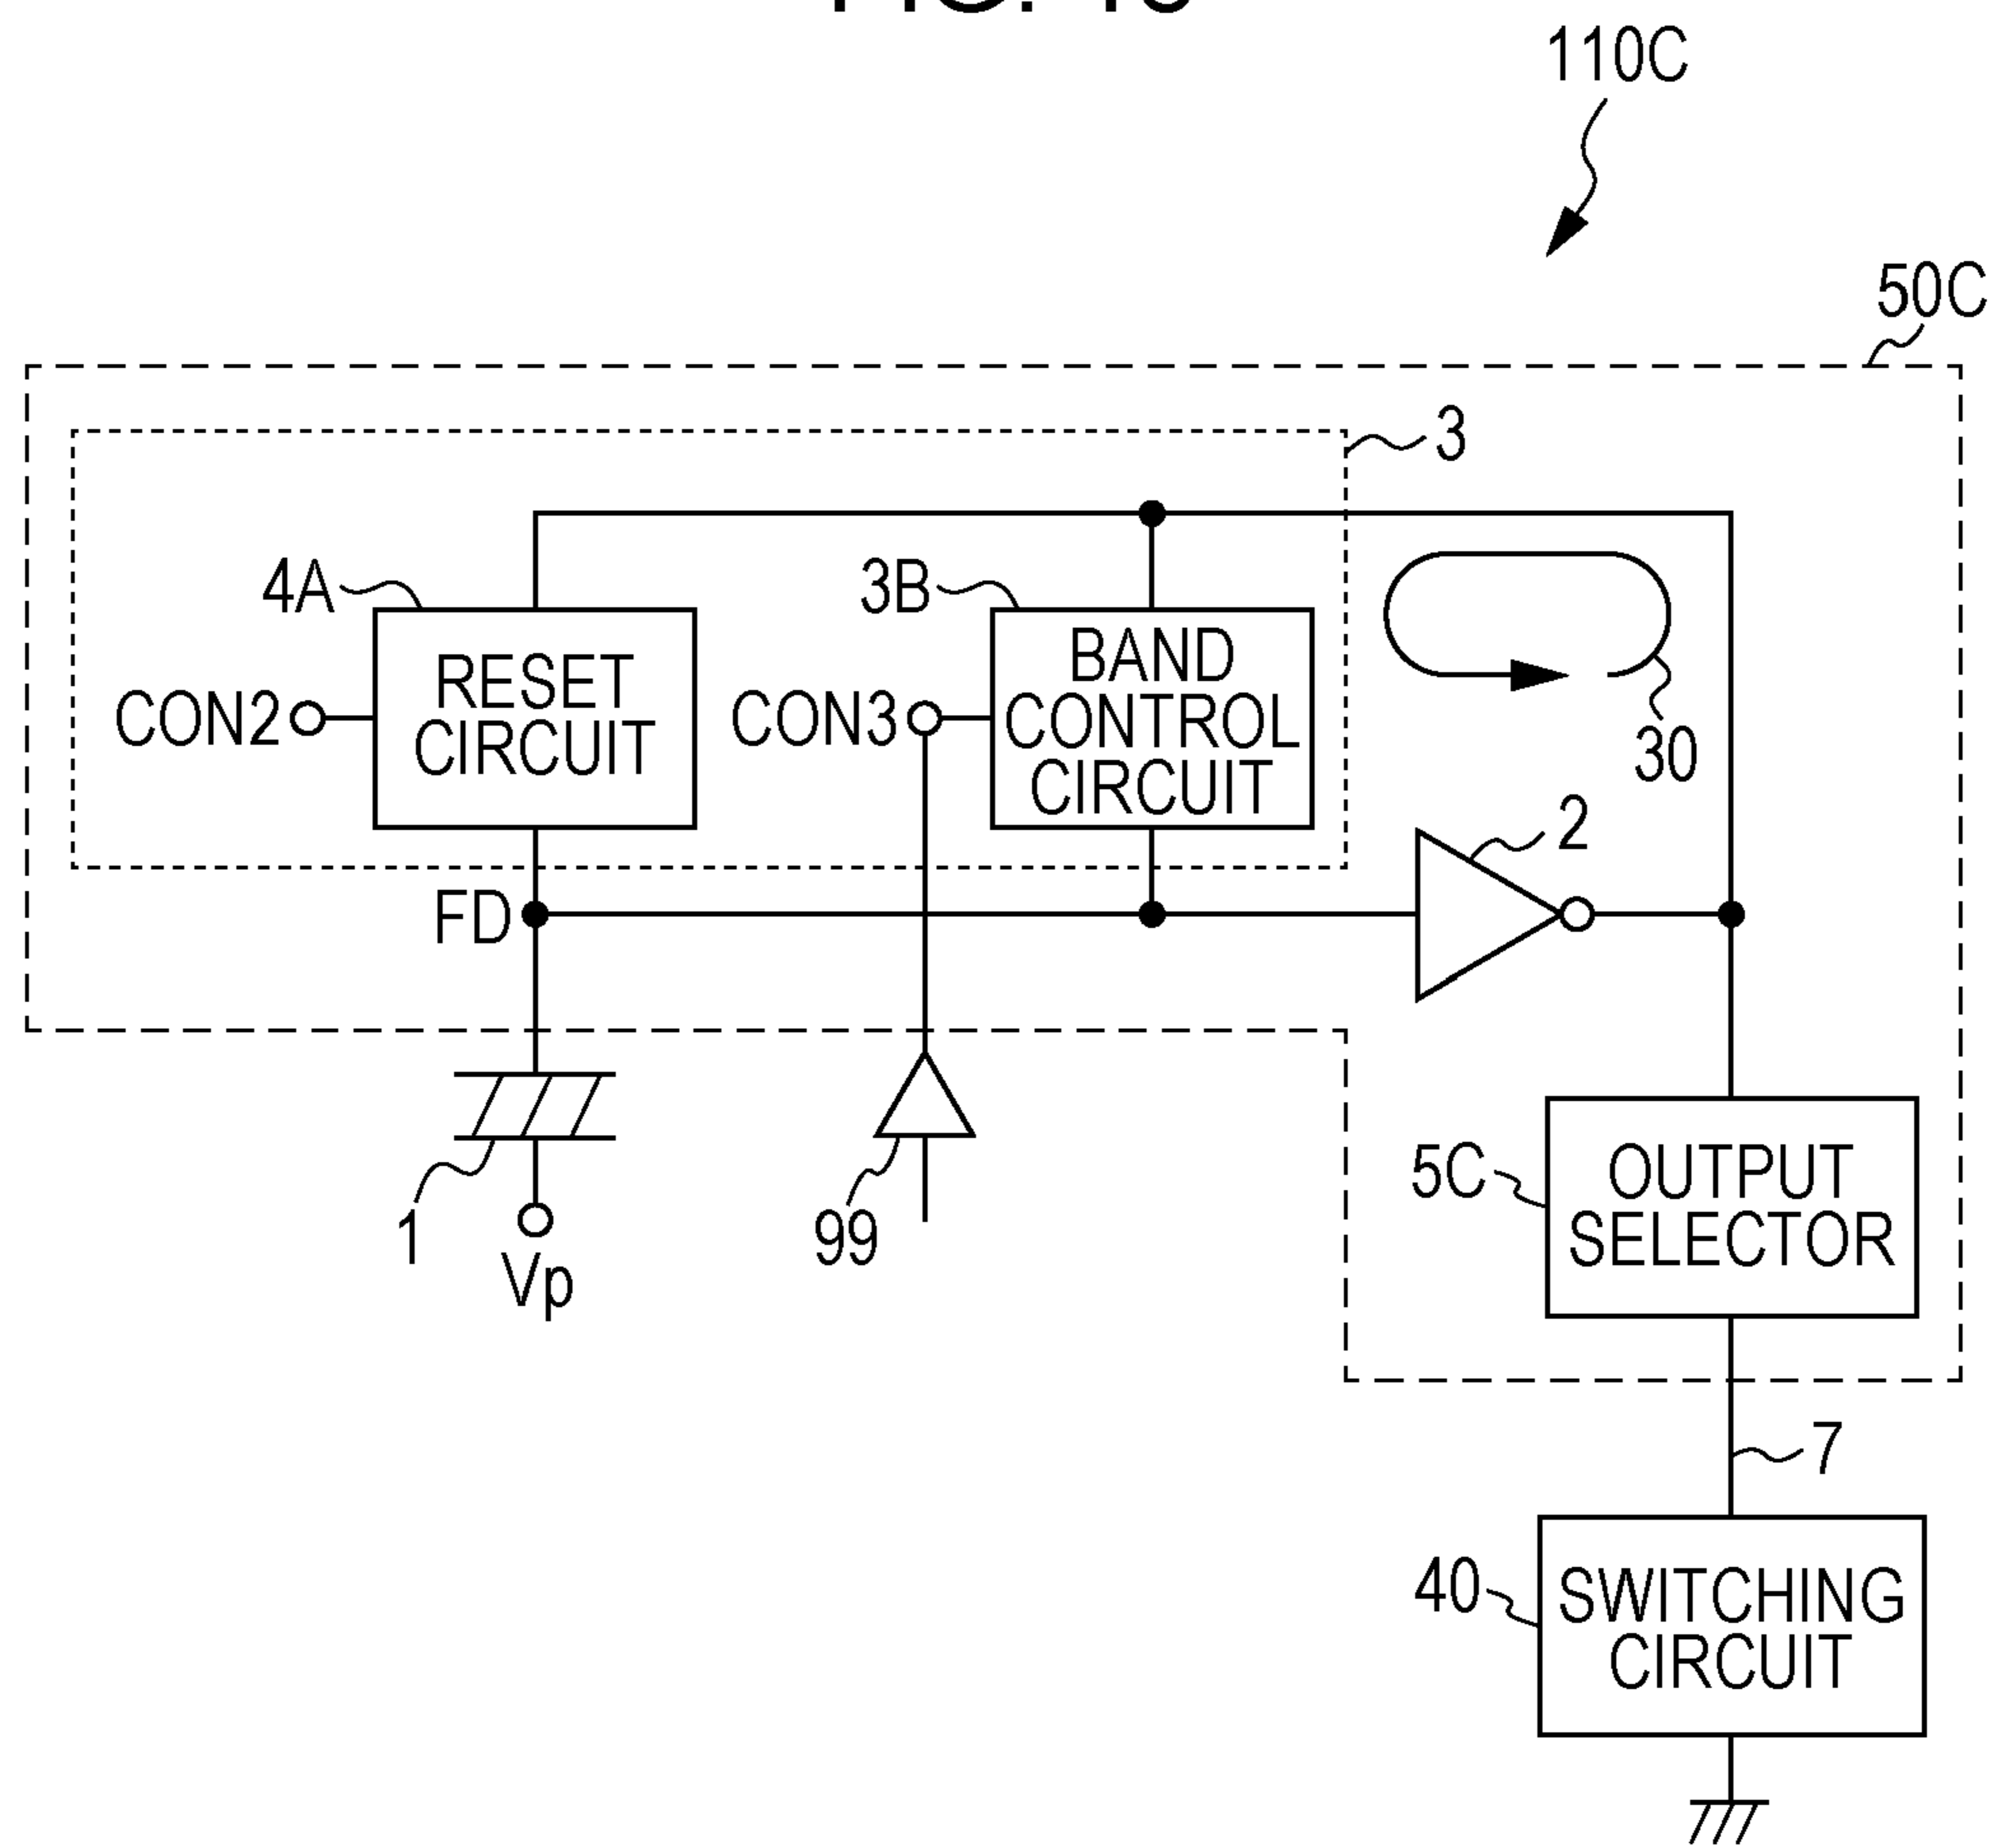 FIG.
110C
50C
3
4A
3B
RESET
CIRCUIT
BAND
CONTROL
CIRCUIT
CON2
CON3
30
2
FD
1
Vp
99
5C
OUTPUT
SELECTOR
7
40
SWITCHING
CIRCUIT